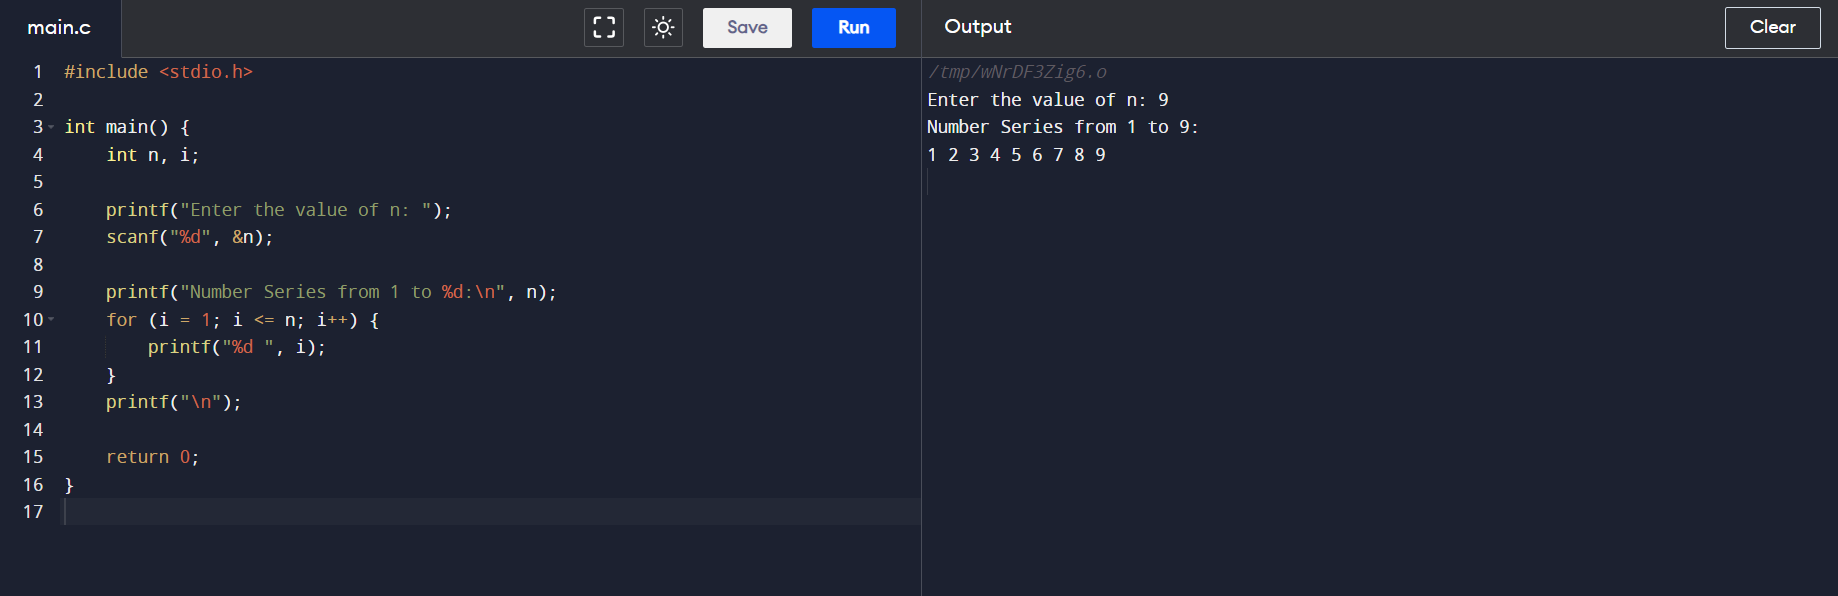 main.c
Save
Run
Output
Clear
1 #include <stdio.h>
2
3 int main() {
4     int n, i;
5
6     printf("Enter the value of n: ");
7     scanf("%d", &n);
8
9     printf("Number Series from 1 to %d:\n", n);
10     for (i = 1; i <= n; i++) {
11         printf("%d ", i);
12     }
13     printf("\n");
14
15     return 0;
16 }
17
/tmp/wNrDF3Zig6.o
Enter the value of n: 9
Number Series from 1 to 9:
1 2 3 4 5 6 7 8 9